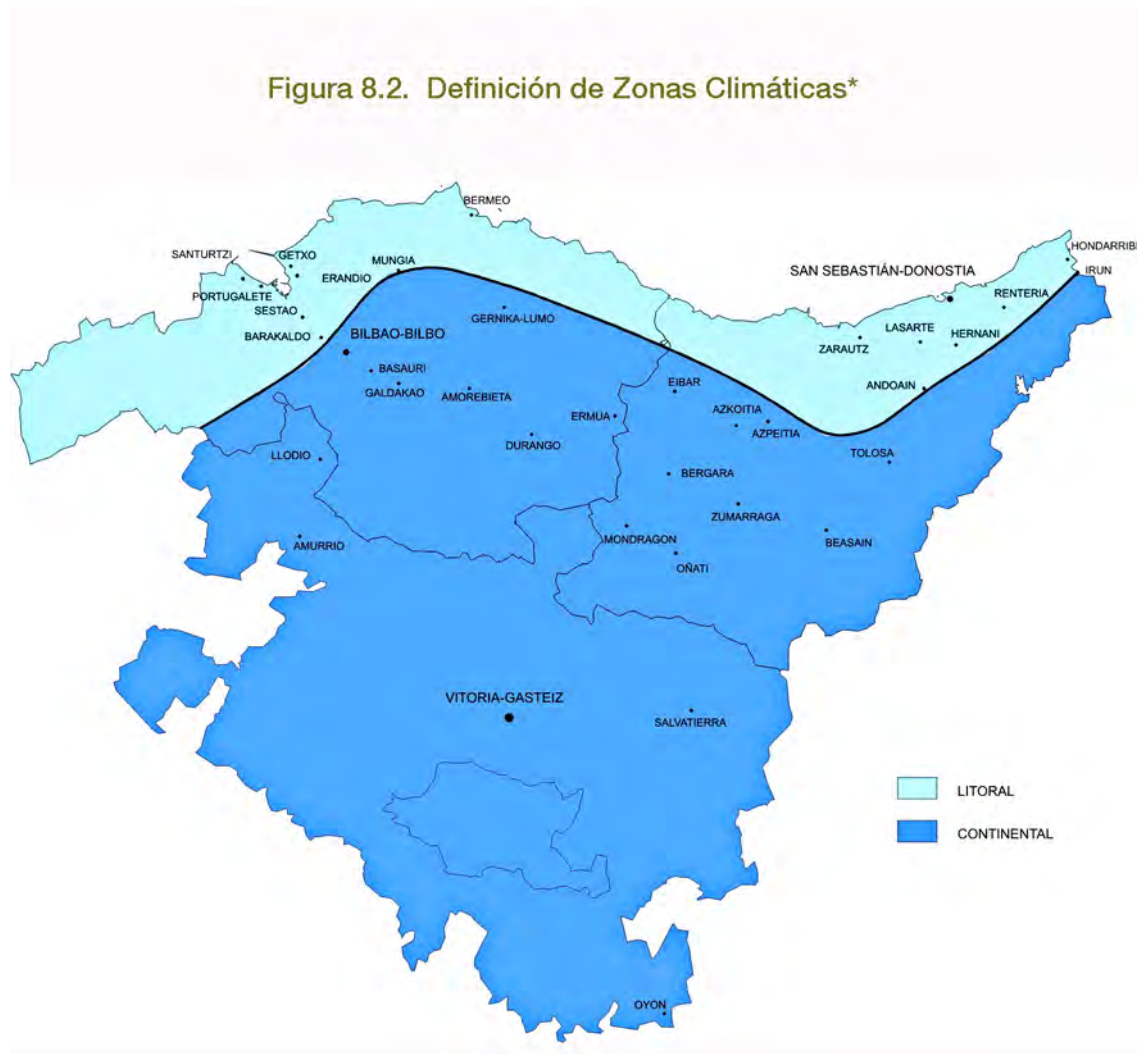 Figura 8.2. Definición de Zonas Climáticas*
BERMEO
SANTURTZI
GETXO
MUNGIA
HONDARRIBI
ERANDIO
SAN SEBASTIÁN-DONOSTIA
IRUN
PORTUGALETE
RENTERIA
SESTAO
GERNIKA-LUMO
LASARTE
BARAKALDO
BILBAO-BILBO
HERNANI
ZARAUTZ
BASAURI
EIBAR
ANDOAIN
GALDAKAO
AMOREBIETA
AZKOITIA
ERMUA
AZPEITIA
DURANGO
LLODIO
TOLOSA
BERGARA
ZUMARRAGA
MONDRAGON
BEASAIN
AMURRIO
OÑATI
VITORIA-GASTEIZ
SALVATIERRA
LITORAL
CONTINENTAL
OYON